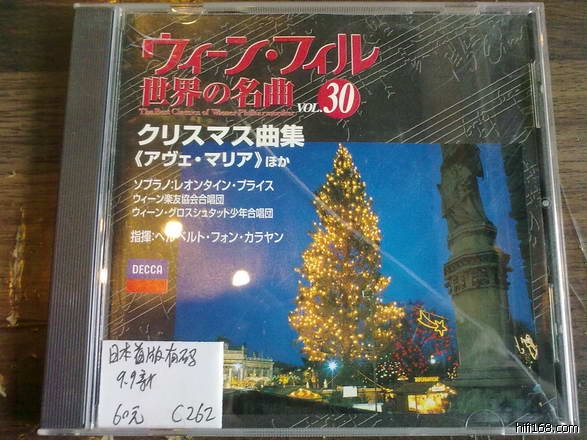 ウィーン・フィル
世界の名曲 VOL.30
The Best Classics of Wiener Philharmoniker
クリスマス曲集
《アヴェ・マリア》ほか
ソプラノ:レオンタイン・プライス
ウィーン楽友協会合唱団
ウィーン・グロスシュタット少年合唱団
指揮:ヘルベルト・フォン・カラヤン
DECCA
日本首版有码
9.9新
60元 C262
hifi168.com